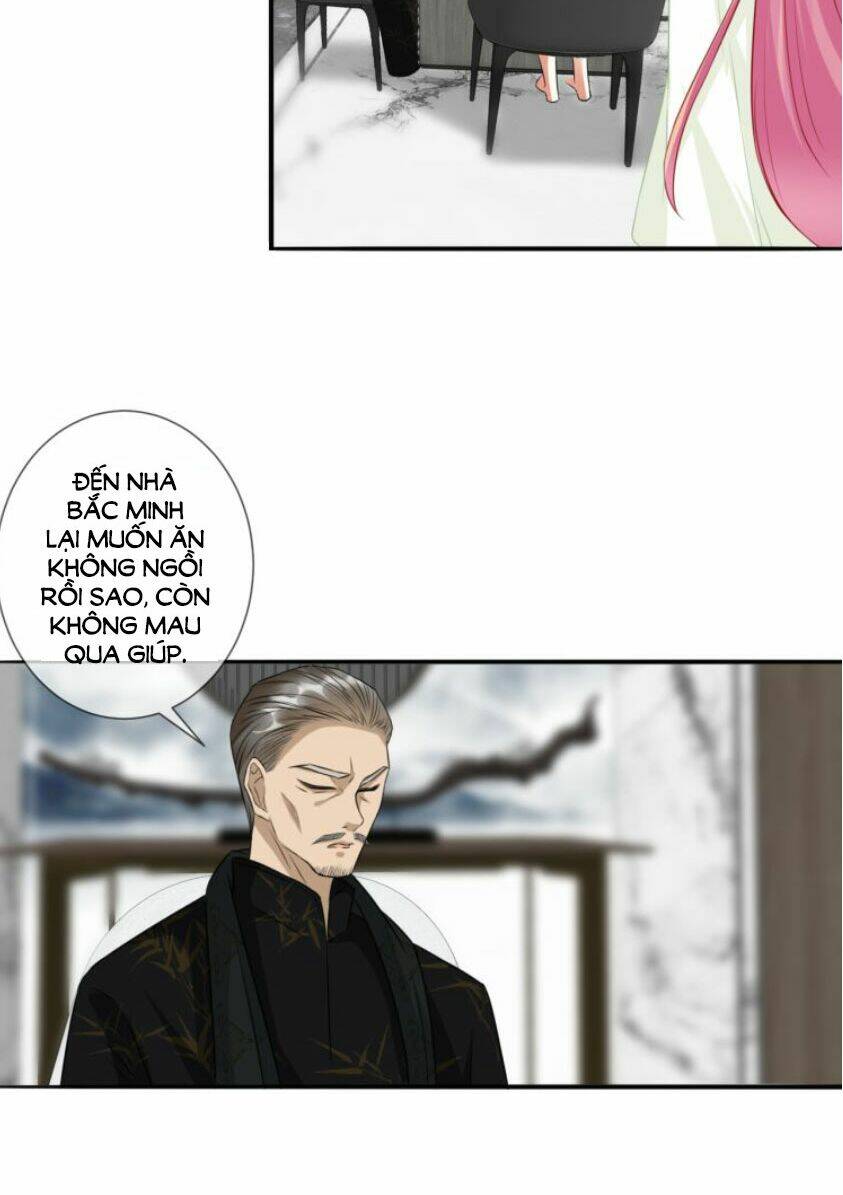 ĐẾN NHÀ
BẮC MINH
LẠI MUỐN ĂN
KHÔNG NGỒI
RỒI SAO, CÒN
KHÔNG MAU
QUA GIÚP.